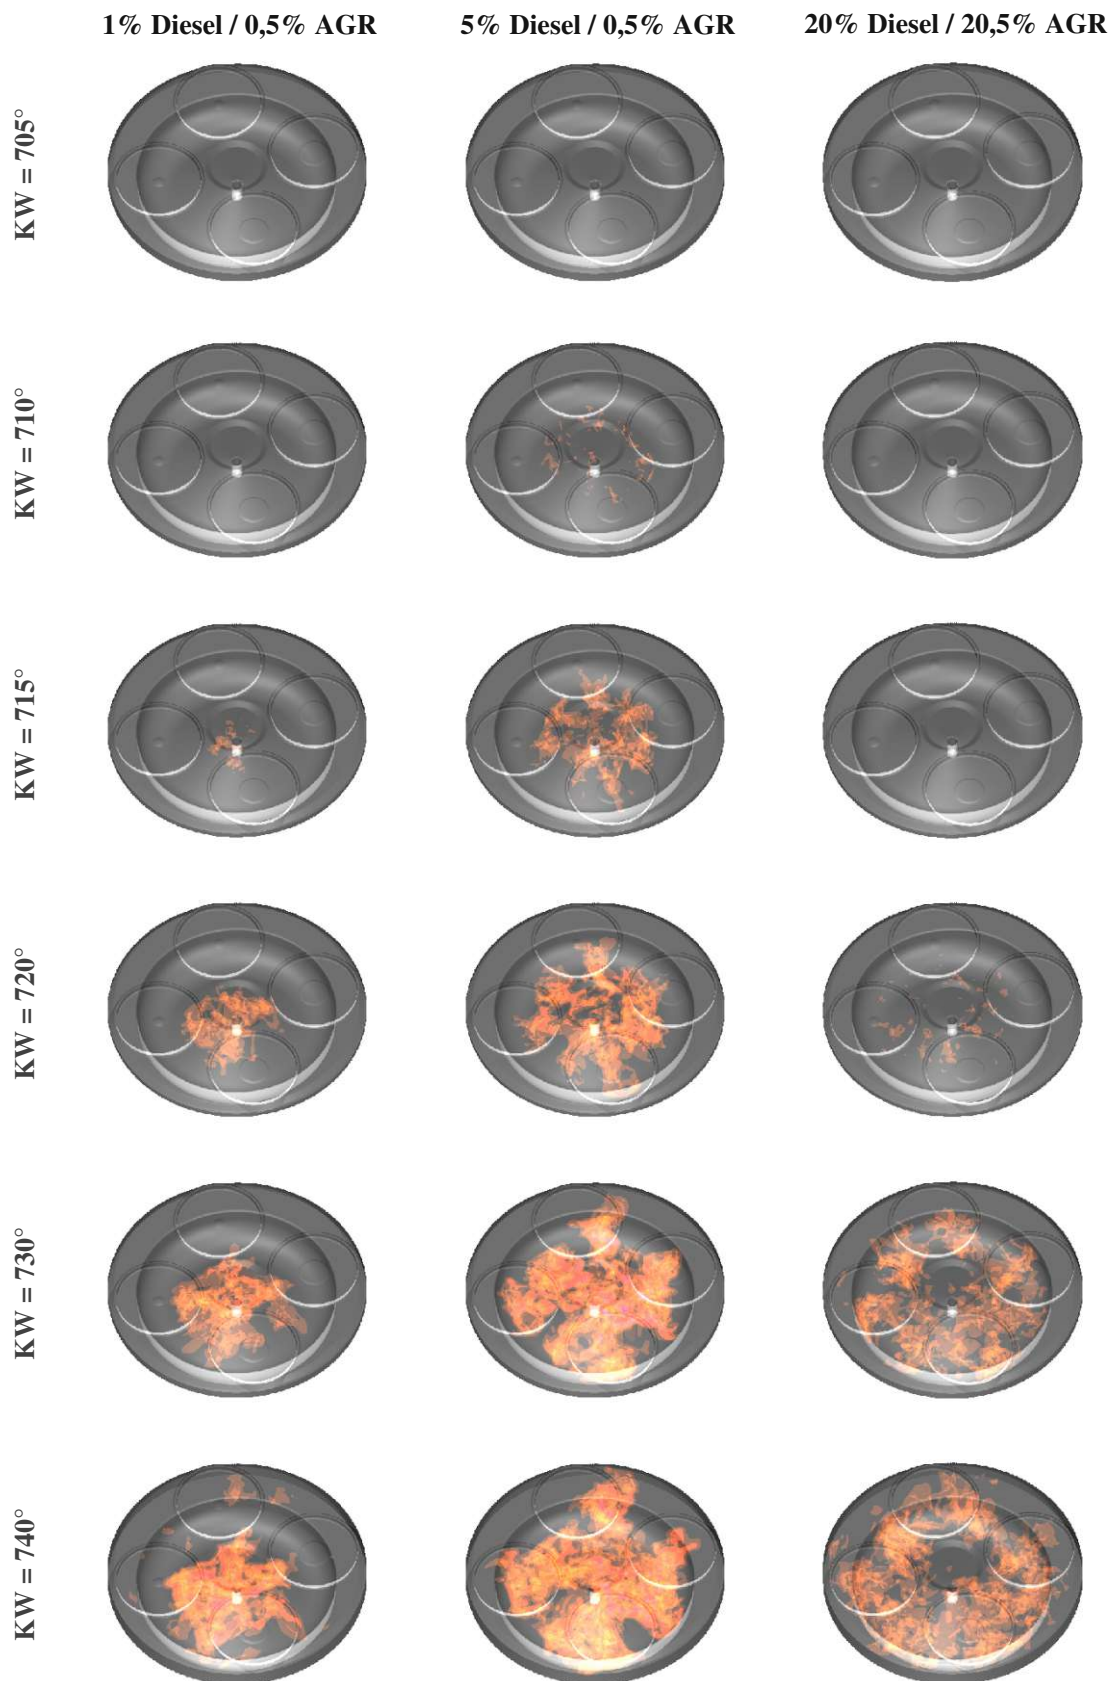 1% Diesel / 0,5% AGR
5% Diesel / 0,5% AGR
20% Diesel / 20,5% AGR
KW = 705°
KW = 710°
KW = 715°
KW = 720°
KW = 730°
KW = 740°